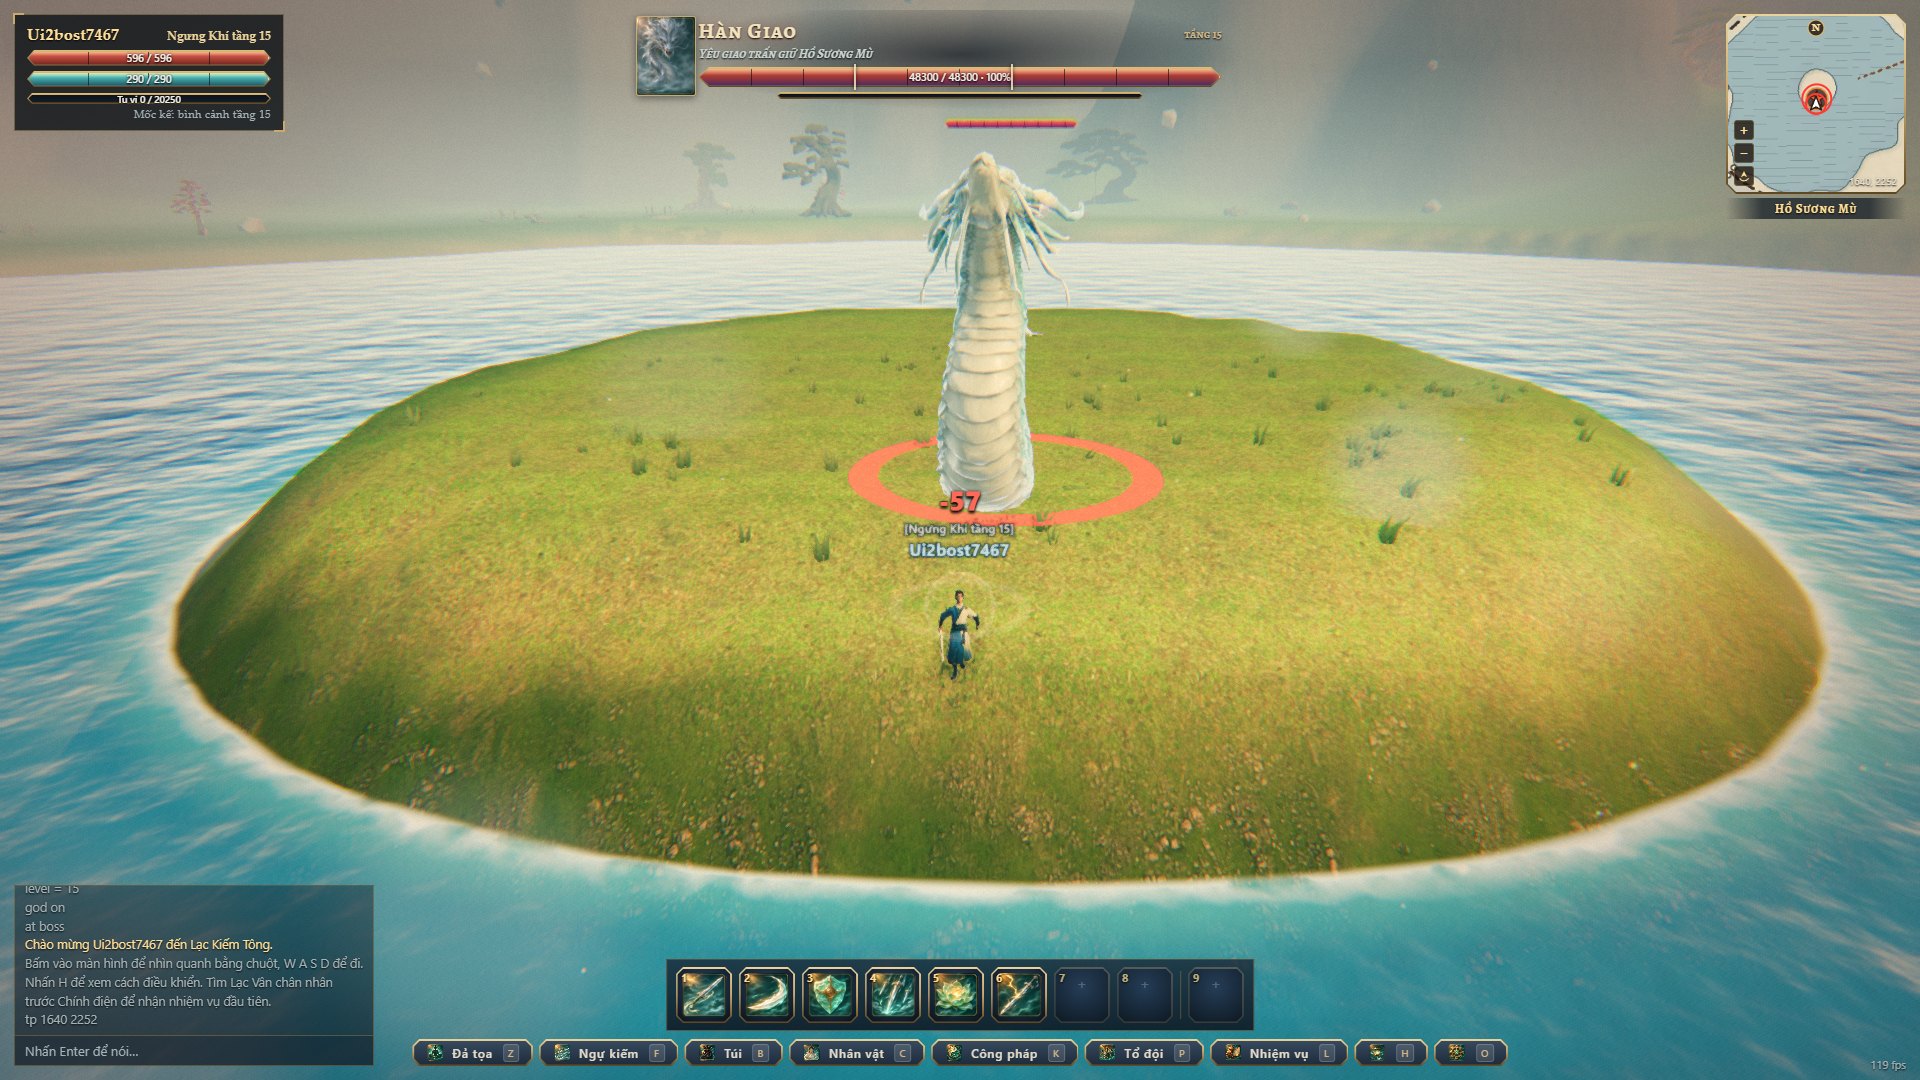 Ui2bost7467
Ngưng Khí tầng 15
596 / 596
290 / 290
Tu vi 0 / 20250
Mốc kế: bình cảnh tầng 15
Hàn Giao
Yêu giao trấn giữ Hồ Sương Mù
TẦNG 15
48300 / 48300 · 100%
N
+
−
1640, 2252
Hồ Sương Mù
-57
[Ngưng Khí tầng 15]
Ui2bost7467
level = 15
god on
at boss
Chào mừng Ui2bost7467 đến Lạc Kiếm Tông.
Bấm vào màn hình để nhìn quanh bằng chuột, W A S D để đi.
Nhấn H để xem cách điều khiển. Tìm Lạc Vân chân nhân
trước Chính điện để nhận nhiệm vụ đầu tiên.
tp 1640 2252
Nhấn Enter để nói...
1 2 3 4 5 6 7 8 9
Đả tọa Z Ngự kiếm F Túi B Nhân vật C Công pháp K Tổ đội P Nhiệm vụ L H O
119 fps